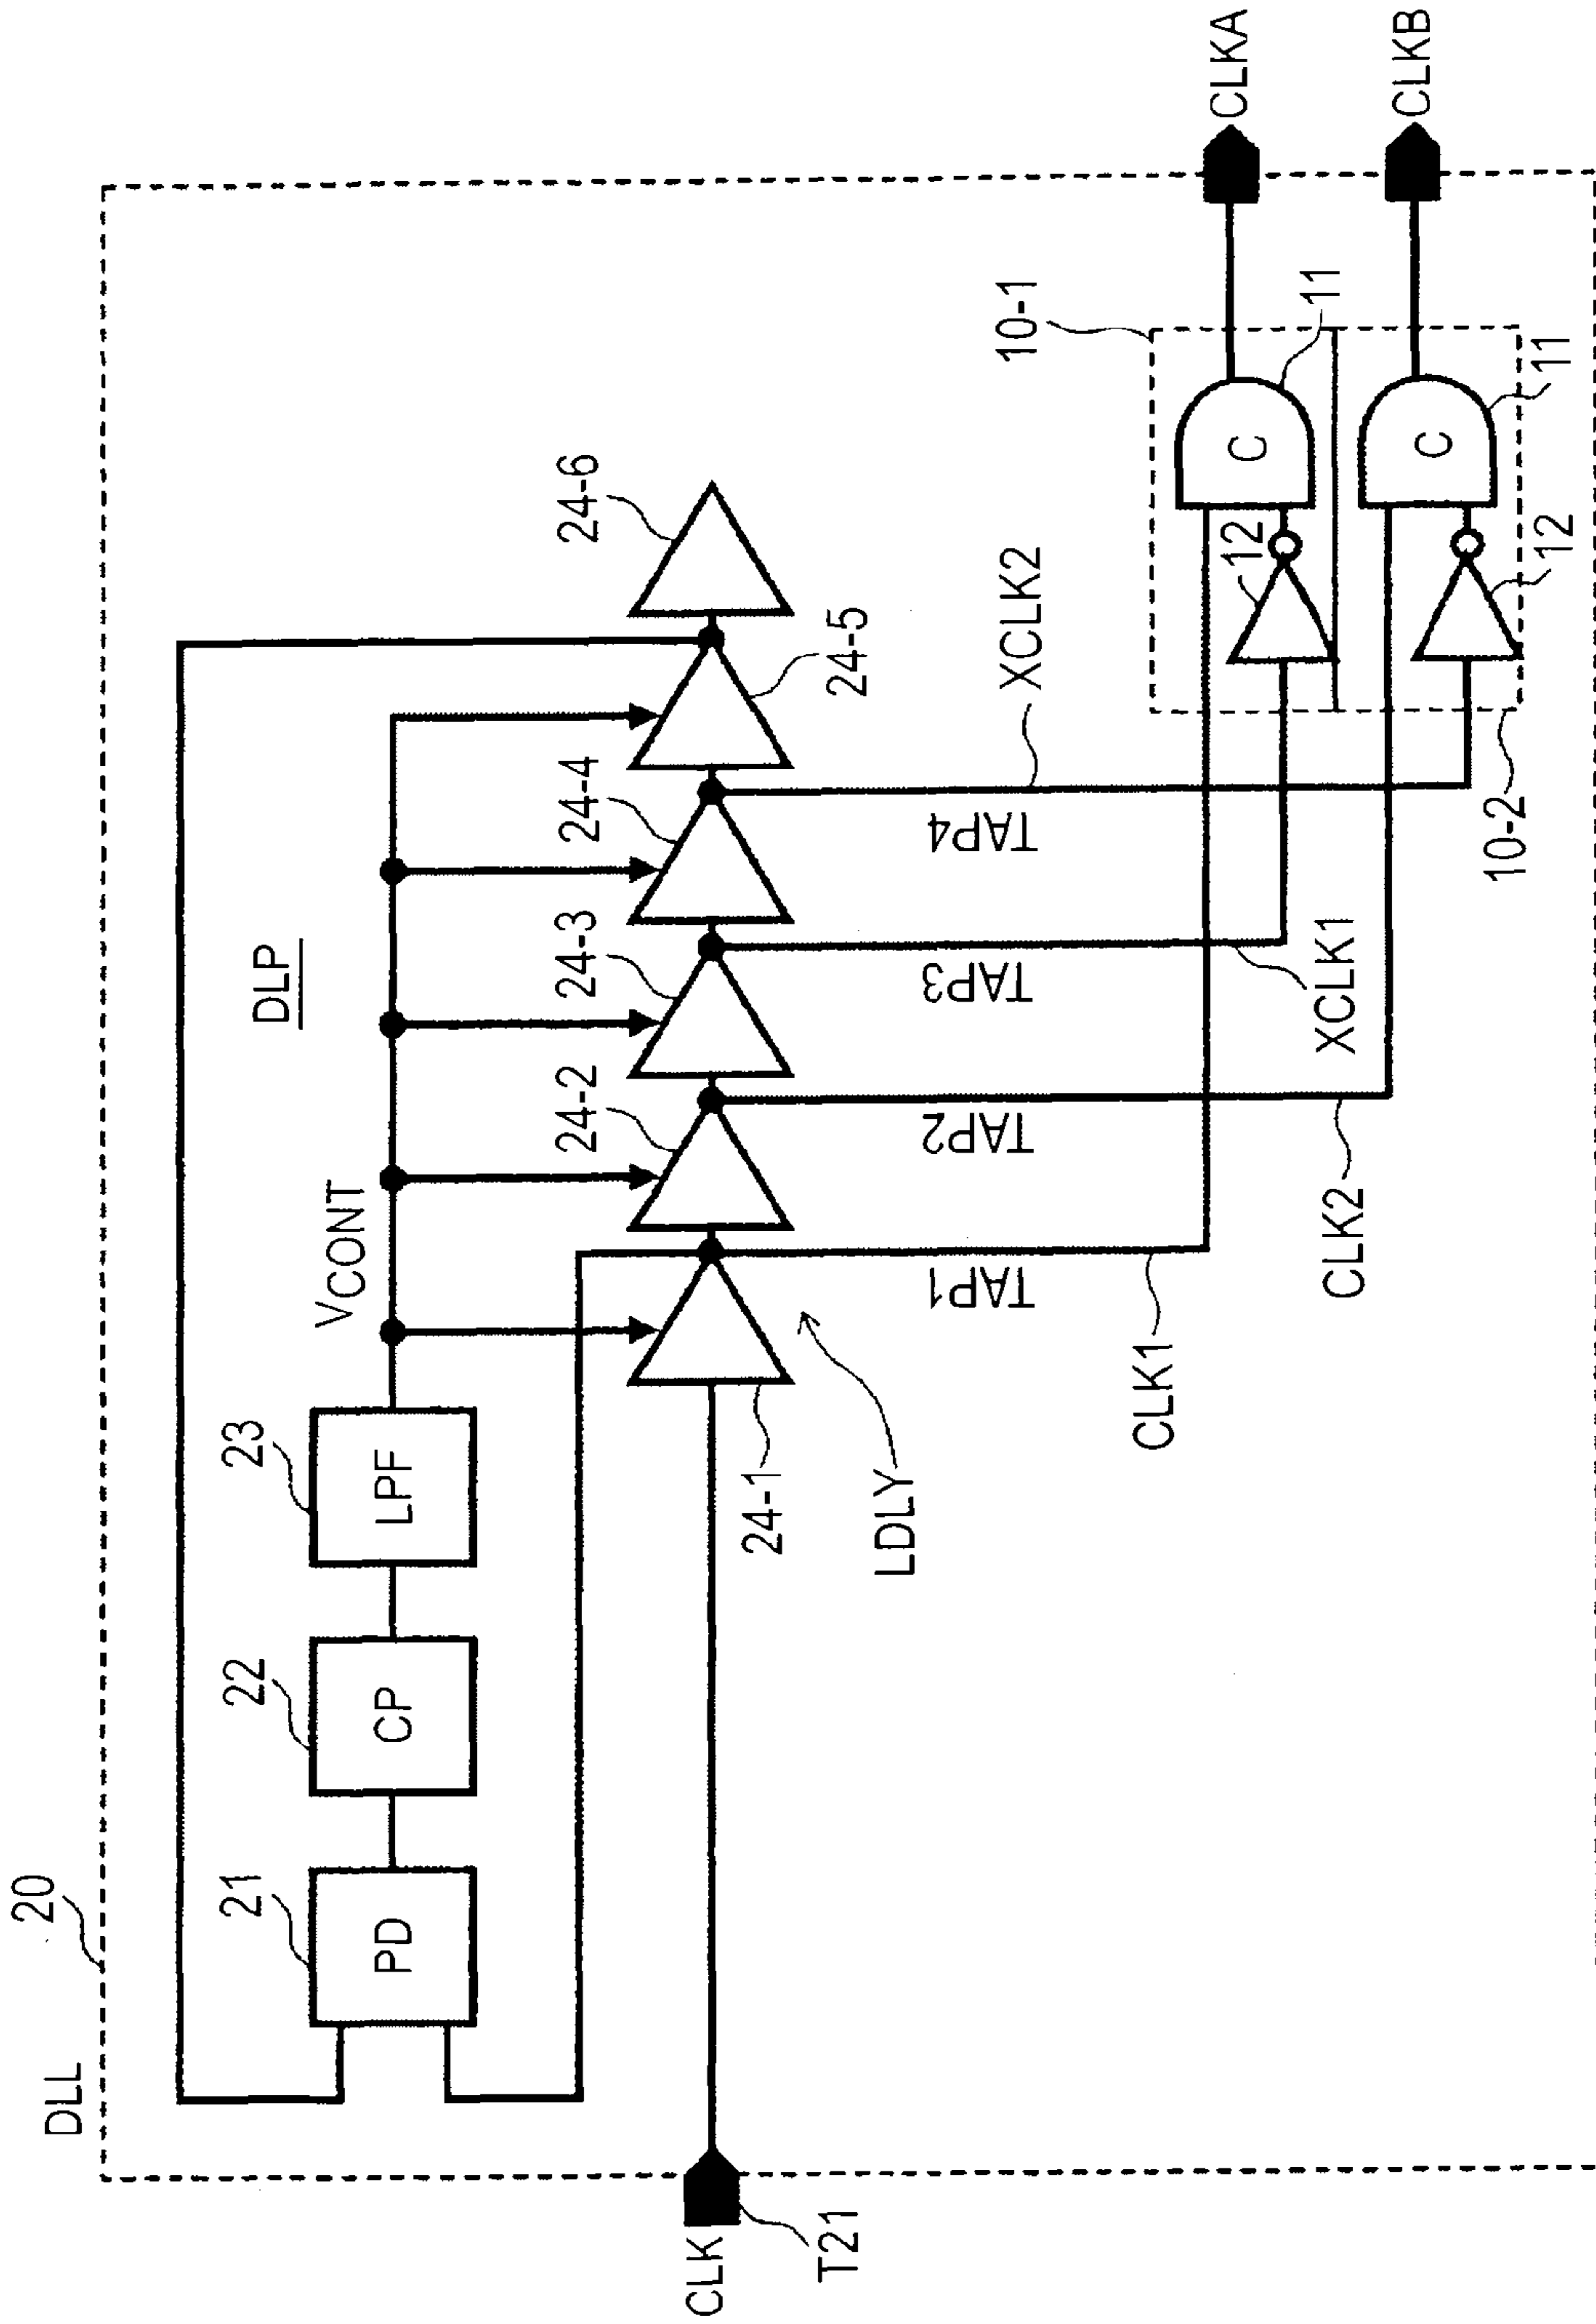 20
DLL
21
22
23
PD
CP
LPF
VCONT
DLP
24-2
24-3
24-4
24-6
24-5
CLK
T21
24-1
LDLY
TAP1
TAP2
TAP3
TAP4
XCLK2
CLK1
CLK2
XCLK1
10-1
12
C
11
CLKA
10-2
12
C
11
CLKB